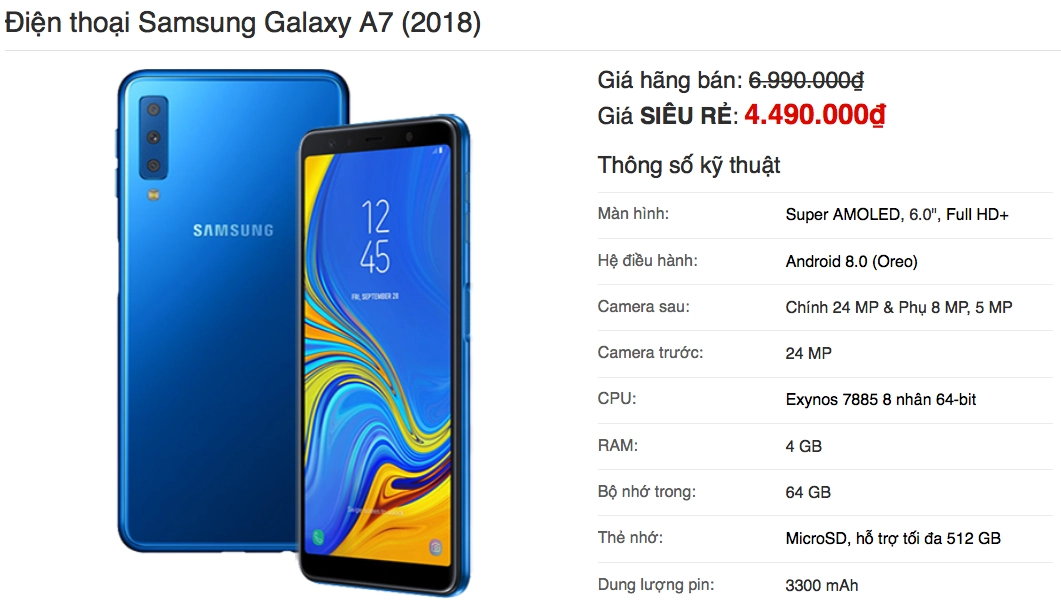 Điện thoại Samsung Galaxy A7 (2018)
Giá hãng bán: 6.990.000₫
Giá SIÊU RẺ: 4.490.000₫
Thông số kỹ thuật
Màn hình: Super AMOLED, 6.0", Full HD+
Hệ điều hành: Android 8.0 (Oreo)
Camera sau: Chính 24 MP & Phụ 8 MP, 5 MP
Camera trước: 24 MP
CPU: Exynos 7885 8 nhân 64-bit
RAM: 4 GB
Bộ nhớ trong: 64 GB
Thẻ nhớ: MicroSD, hỗ trợ tối đa 512 GB
Dung lượng pin: 3300 mAh
SAMSUNG
12
45
FRI, SEPTEMBER 28